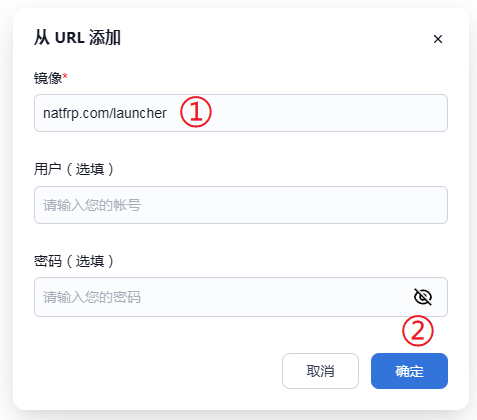 从 URL 添加
×
镜像*
natfrp.com/launcher ①
用户（选填）
请输入您的帐号
密码（选填）
请输入您的密码
②
取消
确定